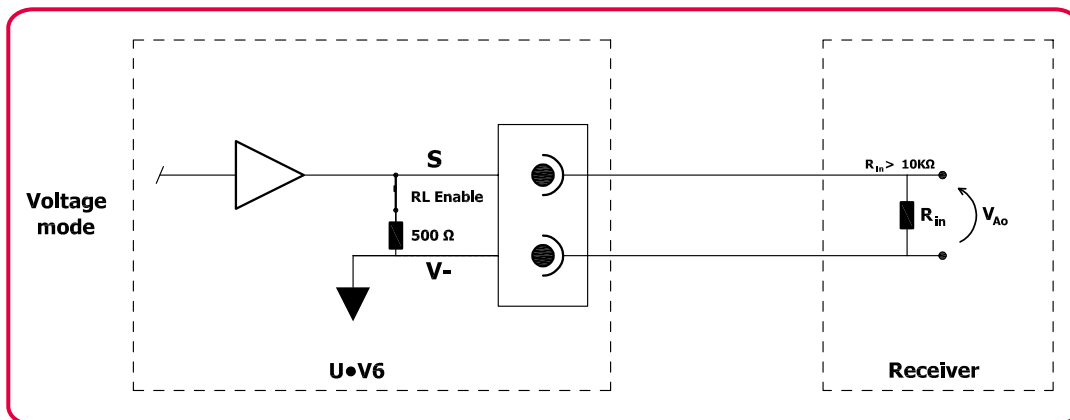 Voltage
mode
S
RL Enable
500 Ω
V-
U•V6
RIn > 10KΩ
Rin
VAo
Receiver